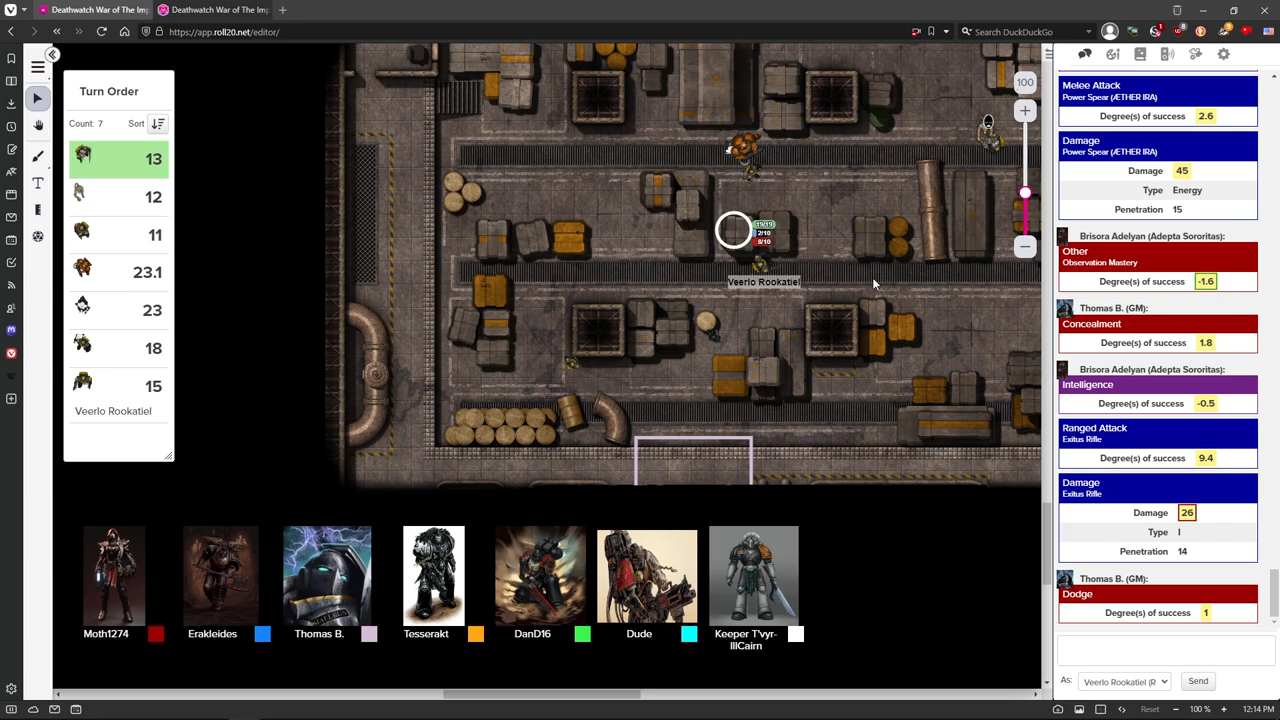 Deathwatch War of The Imp
Deathwatch War of The Imp
https://app.roll20.net/editor/
Search DuckDuckGo
Turn Order
Count: 7
Sort
13
12
11
23.1
23
18
15
Veerlo Rookatiel
100
19/19
2/10
8/10
Veerlo Rookatiel
Moth1274
Erakleides
Thomas B.
Tesserakt
DanD16
Dude
Keeper T'vyr-
IllCairn
Melee Attack
Power Spear (ÆTHER IRA)
Degree(s) of success 2.6
Damage
Power Spear (ÆTHER IRA)
Damage 45
Type Energy
Penetration 15
Brisora Adelyan (Adepta Sororitas):
Other
Observation Mastery
Degree(s) of success -1.6
Thomas B. (GM):
Concealment
Degree(s) of success 1.8
Brisora Adelyan (Adepta Sororitas):
Intelligence
Degree(s) of success -0.5
Ranged Attack
Exitus Rifle
Degree(s) of success 9.4
Damage
Exitus Rifle
Damage 26
Type I
Penetration 14
Thomas B. (GM):
Dodge
Degree(s) of success 1
As:
Veerlo Rookatiel (R
Send
Reset
100 %
12:14 PM